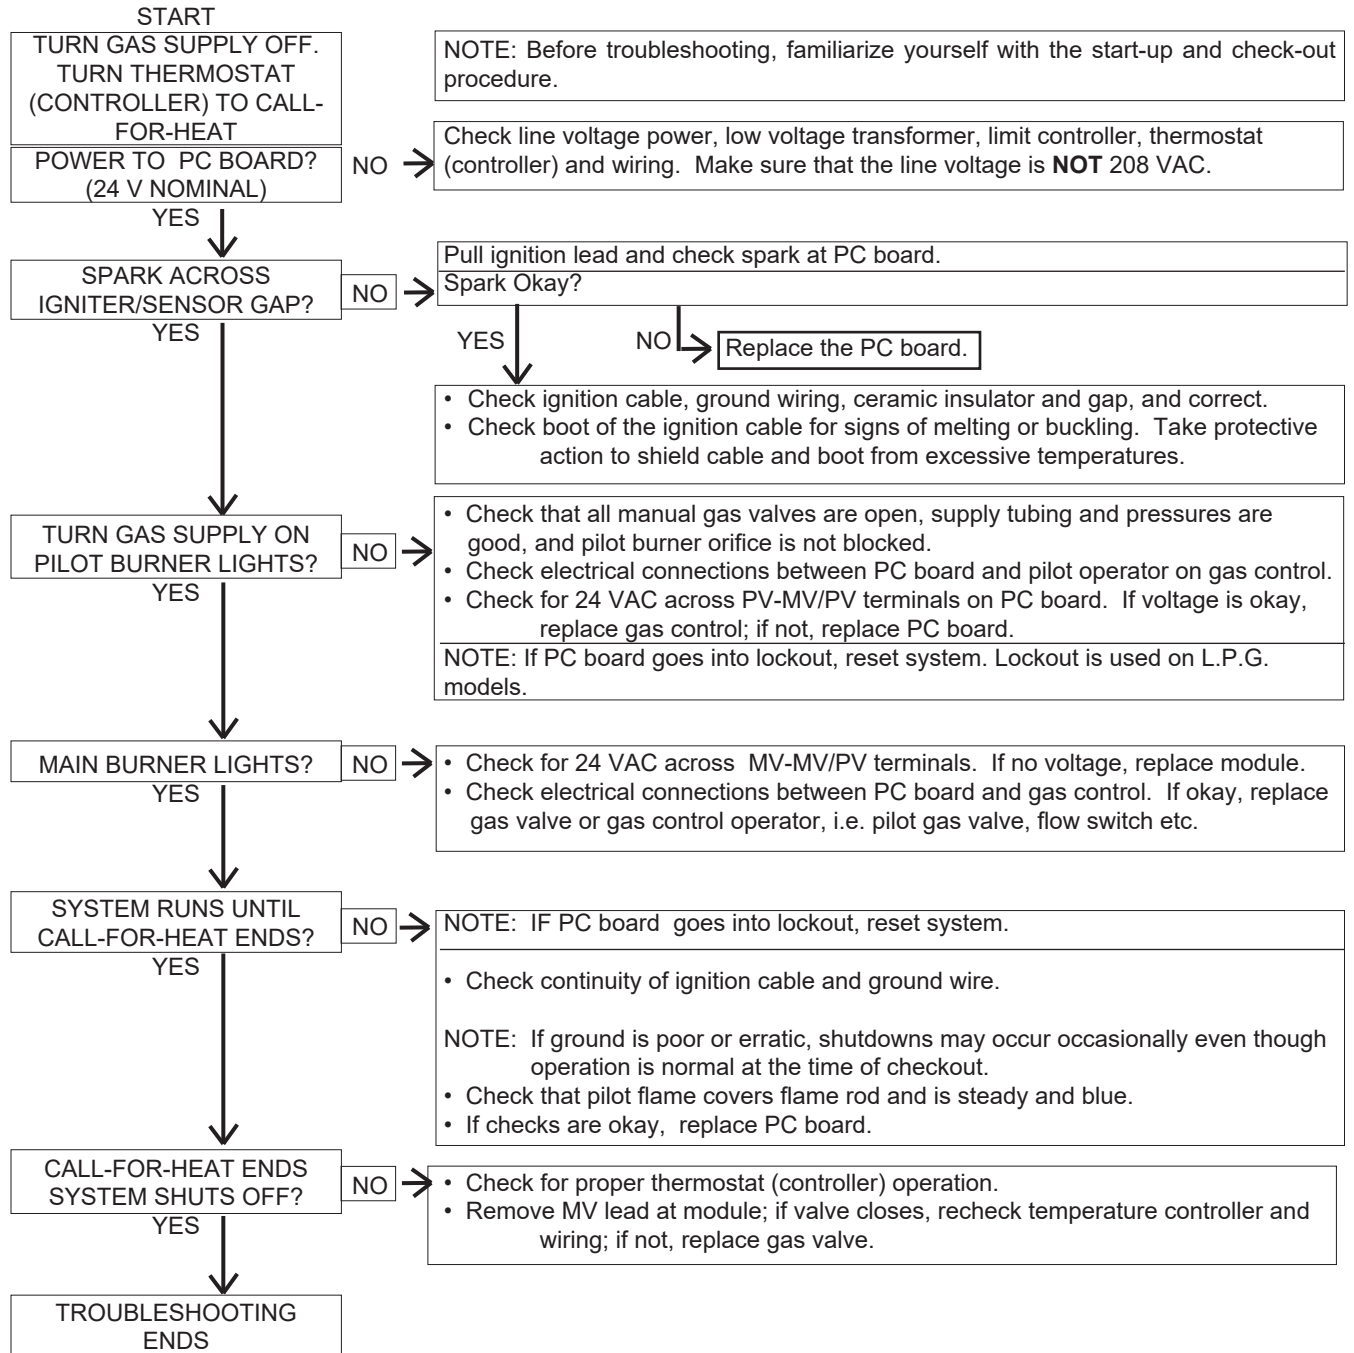 START
TURN GAS SUPPLY OFF.
TURN THERMOSTAT
(CONTROLLER) TO CALL-
FOR-HEAT
NOTE: Before troubleshooting, familiarize yourself with the start-up and check-out
procedure.
POWER TO PC BOARD?
(24 V NOMINAL)
NO
Check line voltage power, low voltage transformer, limit controller, thermostat
(controller) and wiring. Make sure that the line voltage is NOT 208 VAC.
YES
SPARK ACROSS
IGNITER/SENSOR GAP?
NO
Pull ignition lead and check spark at PC board.
Spark Okay?
YES
YES
NO
Replace the PC board.
• Check ignition cable, ground wiring, ceramic insulator and gap, and correct.
• Check boot of the ignition cable for signs of melting or buckling. Take protective
action to shield cable and boot from excessive temperatures.
TURN GAS SUPPLY ON
PILOT BURNER LIGHTS?
NO
• Check that all manual gas valves are open, supply tubing and pressures are
good, and pilot burner orifice is not blocked.
• Check electrical connections between PC board and pilot operator on gas control.
• Check for 24 VAC across PV-MV/PV terminals on PC board. If voltage is okay,
replace gas control; if not, replace PC board.
NOTE: If PC board goes into lockout, reset system. Lockout is used on L.P.G.
models.
YES
MAIN BURNER LIGHTS?
NO
• Check for 24 VAC across MV-MV/PV terminals. If no voltage, replace module.
• Check electrical connections between PC board and gas control. If okay, replace
gas valve or gas control operator, i.e. pilot gas valve, flow switch etc.
YES
SYSTEM RUNS UNTIL
CALL-FOR-HEAT ENDS?
NO
NOTE: IF PC board goes into lockout, reset system.
• Check continuity of ignition cable and ground wire.
NOTE: If ground is poor or erratic, shutdowns may occur occasionally even though
operation is normal at the time of checkout.
• Check that pilot flame covers flame rod and is steady and blue.
• If checks are okay, replace PC board.
YES
CALL-FOR-HEAT ENDS
SYSTEM SHUTS OFF?
NO
• Check for proper thermostat (controller) operation.
• Remove MV lead at module; if valve closes, recheck temperature controller and
wiring; if not, replace gas valve.
YES
TROUBLESHOOTING
ENDS